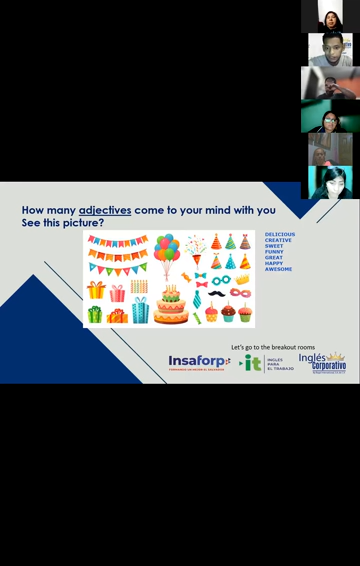 How many adjectives come to your mind with you
See this picture?
DELICIOUS
CREATIVE
SWEET
FUNNY
GREAT
HAPPY
AWESOME
Let's go to the breakout rooms
Insaforp
it
INGLÉS
PARA
EL TRABAJO
Inglés
Corporativo